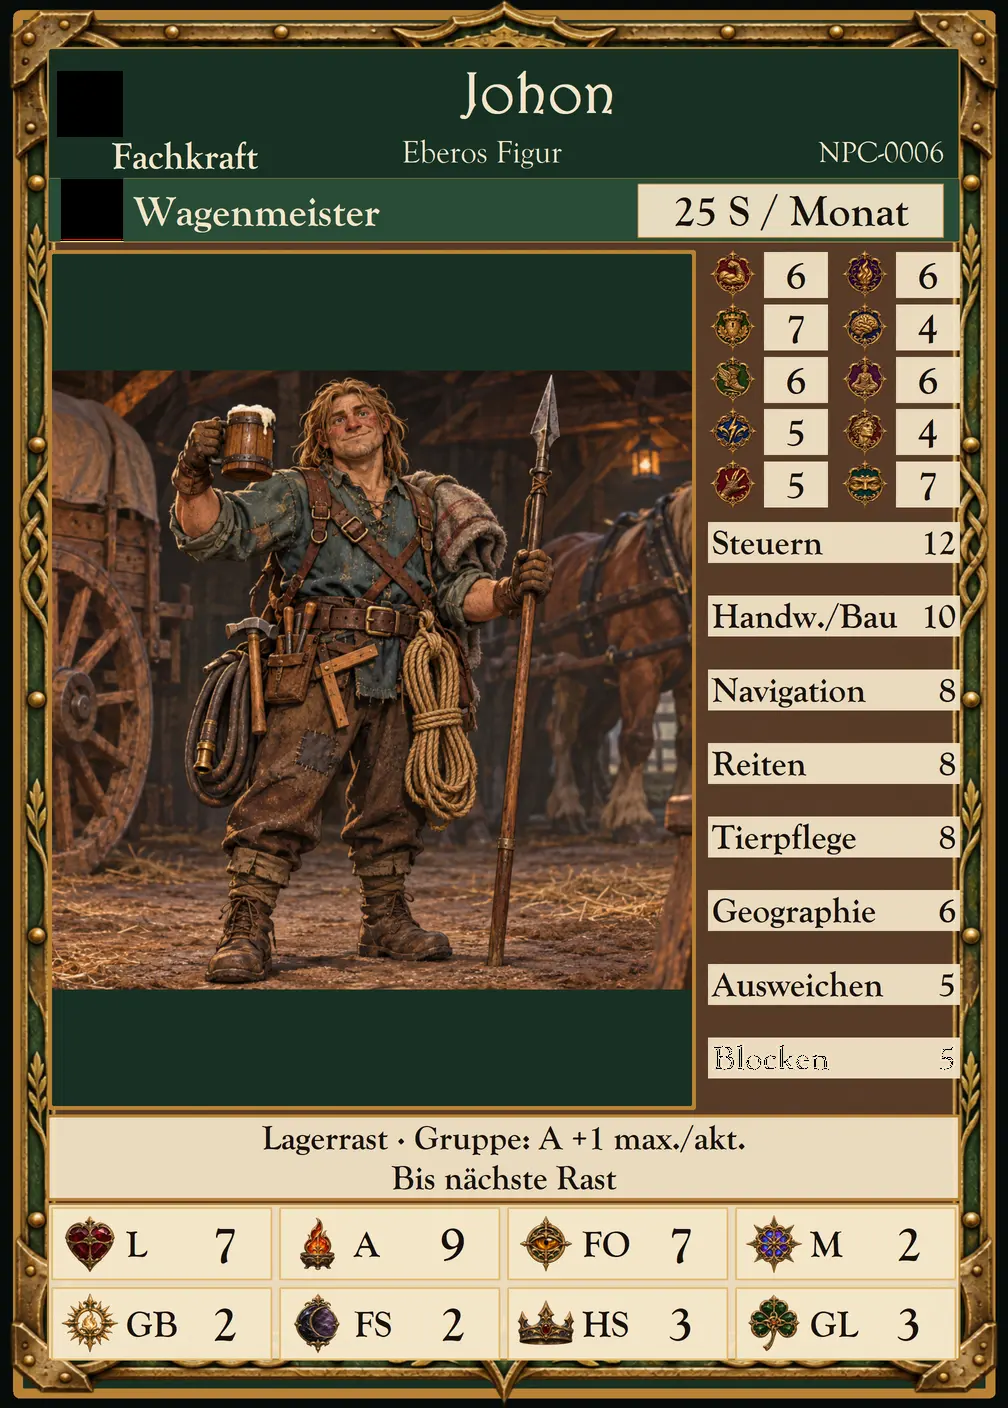 Johon
Fachkraft Eberos Figur NPC-0006
Wagenmeister 25 S / Monat
6 6
7 4
6 6
5 4
5 7
Steuern 12
Handw./Bau 10
Navigation 8
Reiten 8
Tierpflege 8
Geographie 6
Ausweichen 5
Blocken 5
Lagerrast · Gruppe: A +1 max./akt.
Bis nächste Rast
L 7 A 9 FO 7 M 2
GB 2 FS 2 HS 3 GL 3